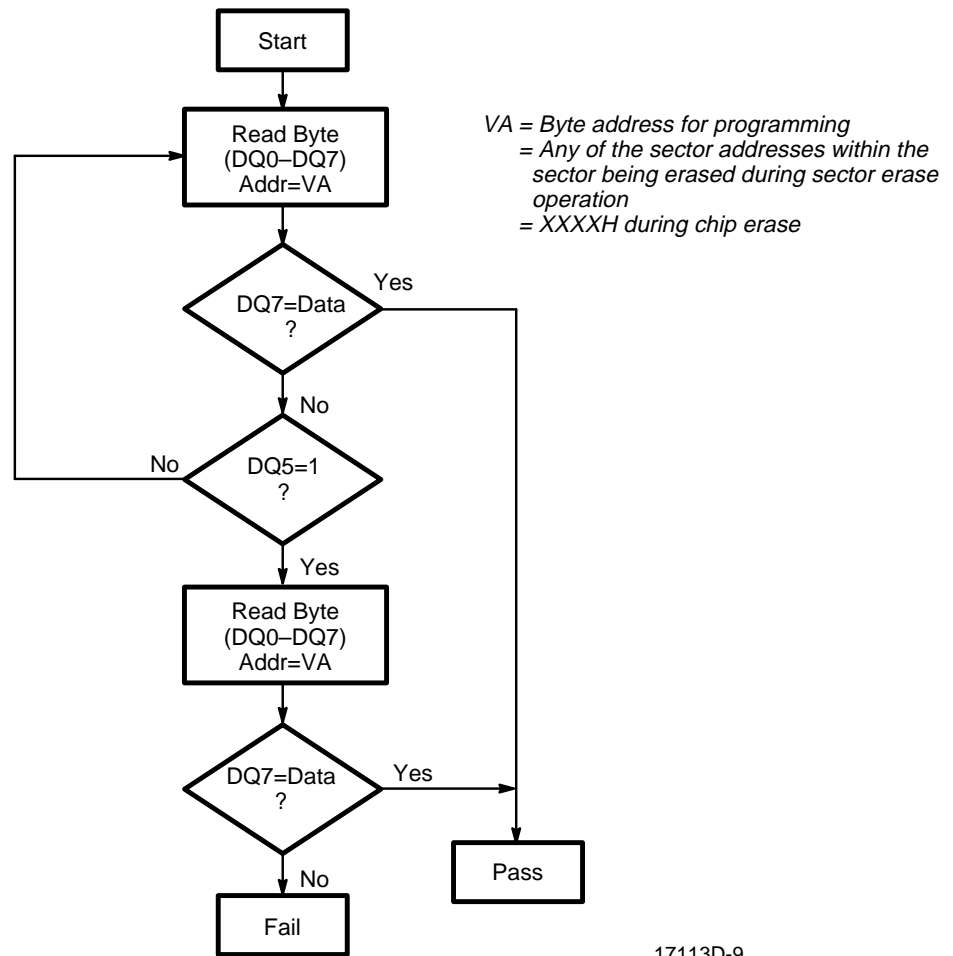 Start
Read Byte
(DQ0–DQ7)
Addr=VA
VA = Byte address for programming
= Any of the sector addresses within the
sector being erased during sector erase
operation
= XXXXH during chip erase
DQ7=Data
?
Yes
No
DQ5=1
?
No
Yes
Read Byte
(DQ0–DQ7)
Addr=VA
DQ7=Data
?
Yes
No
Pass
Fail
17113D-9